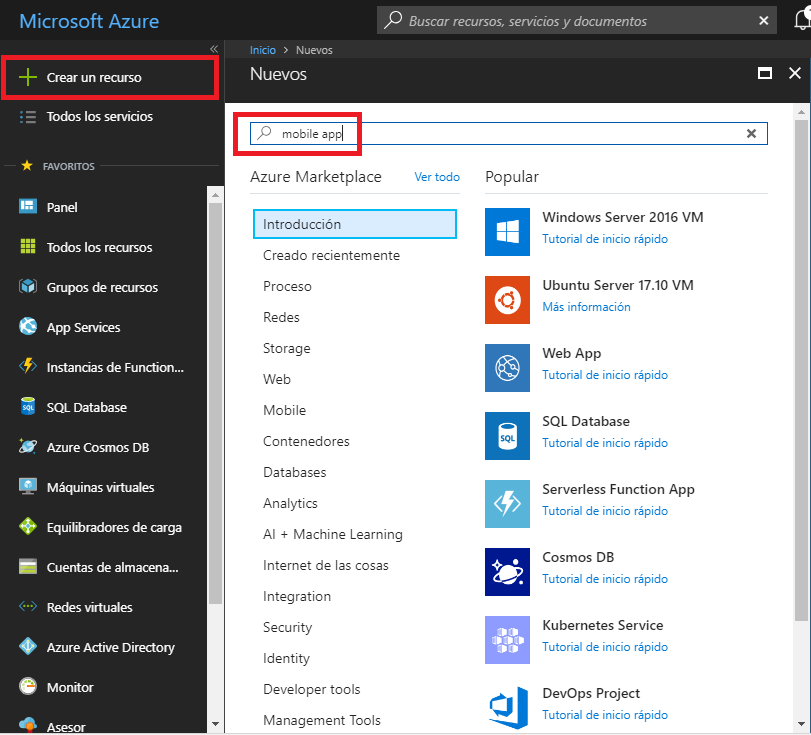 Microsoft Azure
Buscar recursos, servicios y documentos
Crear un recurso
Todos los servicios
FAVORITOS
Panel
Todos los recursos
Grupos de recursos
App Services
Instancias de Function...
SQL Database
Azure Cosmos DB
Máquinas virtuales
Equilibradores de carga
Cuentas de almacena...
Redes virtuales
Azure Active Directory
Monitor
Asesor
Inicio > Nuevos
Nuevos
mobile app
Azure Marketplace
Ver todo
Introducción
Creado recientemente
Proceso
Redes
Storage
Web
Mobile
Contenedores
Databases
Analytics
AI + Machine Learning
Internet de las cosas
Integration
Security
Identity
Developer tools
Management Tools
Popular
Windows Server 2016 VM
Tutorial de inicio rápido
Ubuntu Server 17.10 VM
Más información
Web App
Tutorial de inicio rápido
SQL
SQL Database
Tutorial de inicio rápido
Serverless Function App
Tutorial de inicio rápido
Cosmos DB
Tutorial de inicio rápido
Kubernetes Service
Tutorial de inicio rápido
DevOps Project
Tutorial de inicio rápido